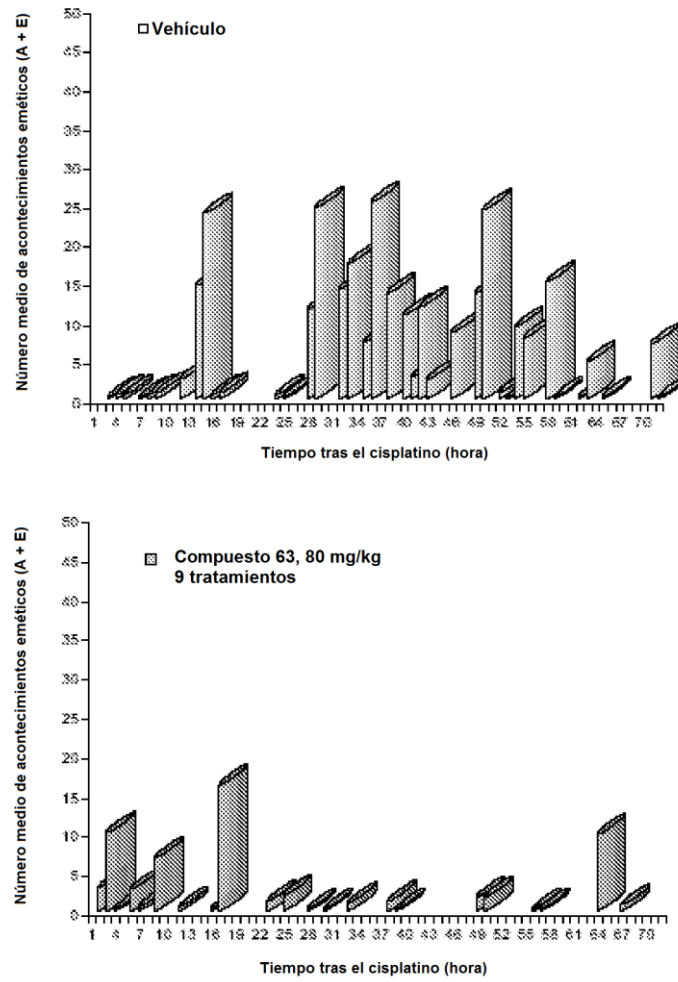 Número medio de acontecimientos eméticos (A + E)
50
45
40
35
30
25
20
15
10
5
0
Vehículo
1 4 7 10 13 16 19 22 25 28 31 34 37 40 43 46 49 52 55 58 61 64 67 70
Tiempo tras el cisplatino (hora)
Número medio de acontecimientos eméticos (A + E)
50
45
40
35
30
25
20
15
10
5
0
Compuesto 63, 80 mg/kg
9 tratamientos
1 4 7 10 13 16 19 22 25 28 31 34 37 40 43 46 49 52 55 58 61 64 67 70
Tiempo tras el cisplatino (hora)